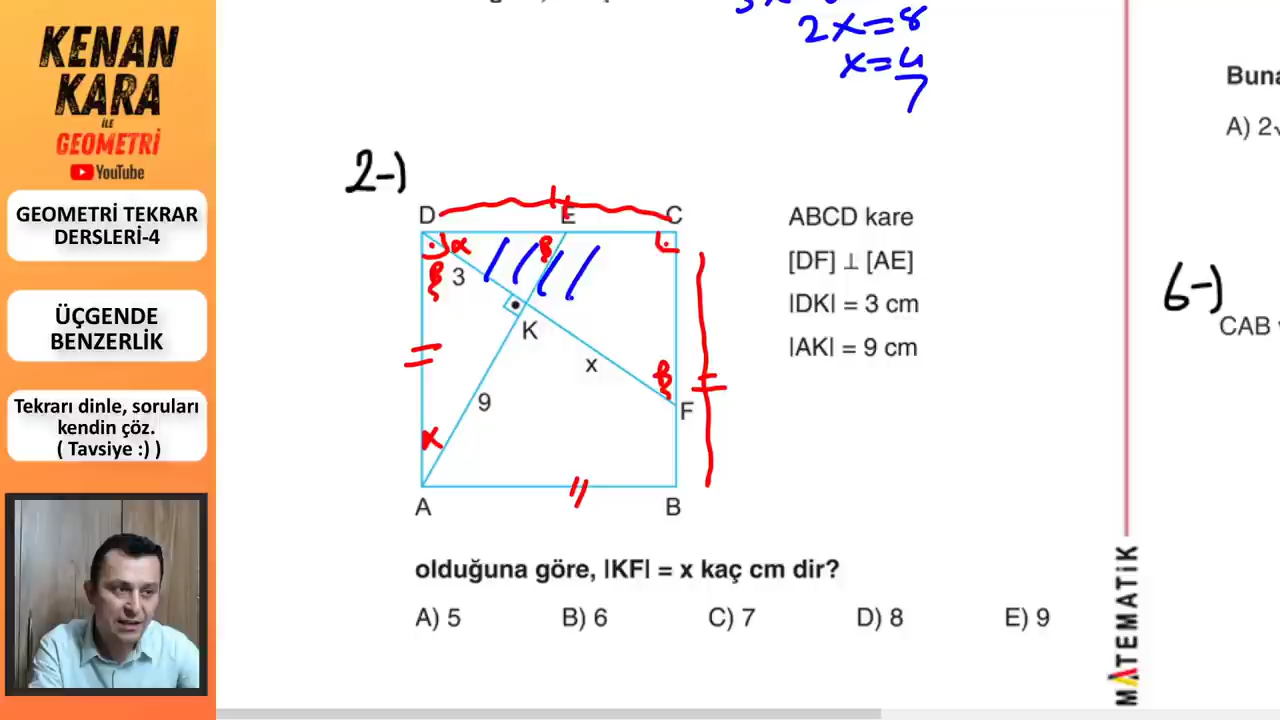 KENAN
KARA
İLE
GEOMETRİ
YouTube
GEOMETRİ TEKRAR
DERSLERİ-4
ÜÇGENDE
BENZERLİK
Tekrarı dinle, soruları
kendin çöz.
( Tavsiye :) )
2x=8
x=4
7
2-)
D E C
α β
β 3
K
x β
9 F
α
A B
ABCD kare
[DF] ⊥ [AE]
|DK| = 3 cm
|AK| = 9 cm
olduğuna göre, |KF| = x kaç cm dir?
A) 5 B) 6 C) 7 D) 8 E) 9
MATEMATİK
Buna
A) 2
6-)
CAB